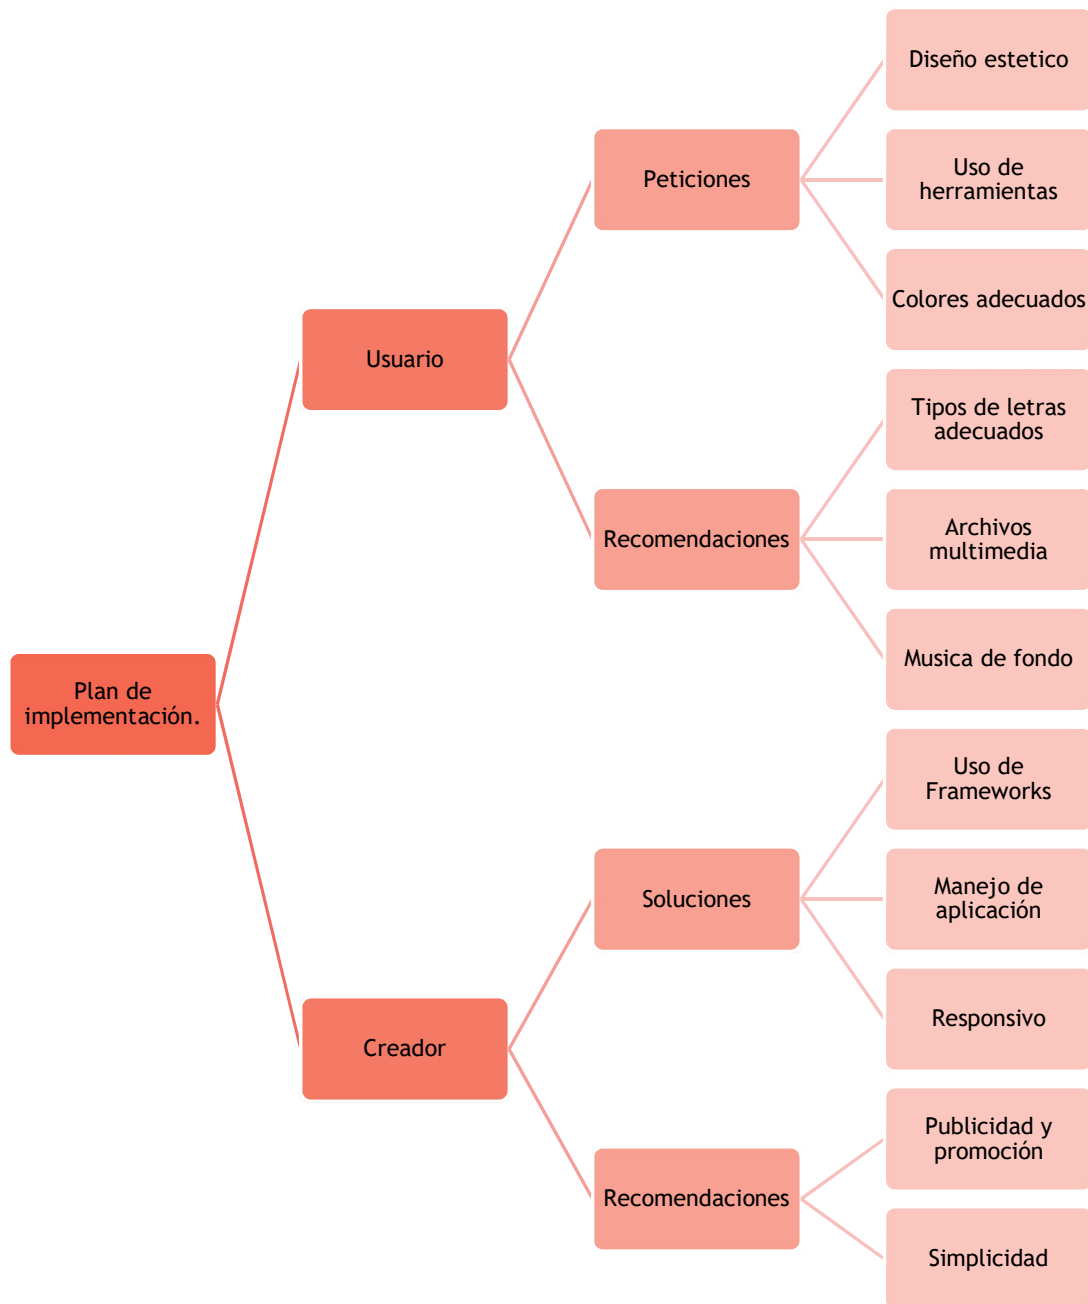 Diseño estetico
Peticiones
Uso de
herramientas
Colores adecuados
Usuario
Tipos de letras
adecuados
Recomendaciones
Archivos
multimedia
Musica de fondo
Plan de
implementación.
Uso de
Frameworks
Soluciones
Manejo de
aplicación
Responsivo
Creador
Publicidad y
promoción
Recomendaciones
Simplicidad